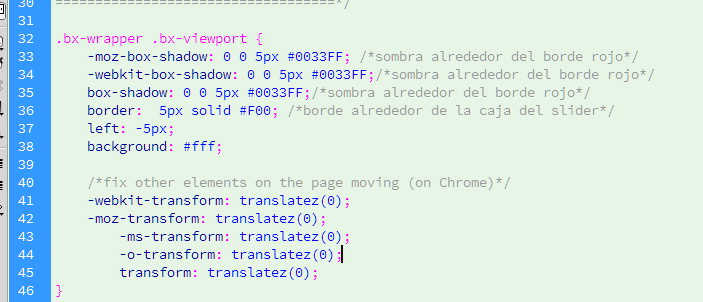 30 ===================================*/
31
32 .bx-wrapper .bx-viewport {
33 -moz-box-shadow: 0 0 5px #0033FF; /*sombra alrededor del borde rojo*/
34 -webkit-box-shadow: 0 0 5px #0033FF;/*sombra alrededor del borde rojo*/
35 box-shadow: 0 0 5px #0033FF;/*sombra alrededor del borde rojo*/
36 border:  5px solid #F00; /*borde alrededor de la caja del slider*/
37 left: -5px;
38 background: #fff;
39
40 /*fix other elements on the page moving (on Chrome)*/
41 -webkit-transform: translatez(0);
42 -moz-transform: translatez(0);
43 -ms-transform: translatez(0);
44 -o-transform: translatez(0);
45 transform: translatez(0);
46 }